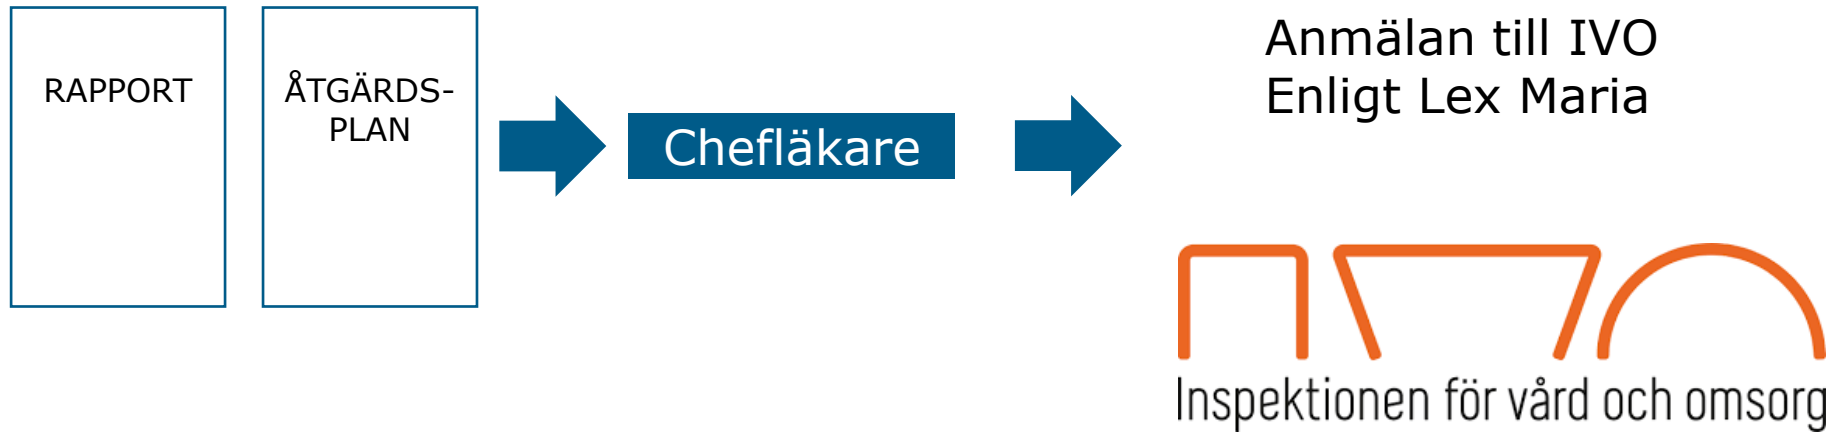 RAPPORT
ÅTGÄRDS-
PLAN
Chefläkare
Anmälan till IVO
Enligt Lex Maria
Inspektionen för vård och omsorg